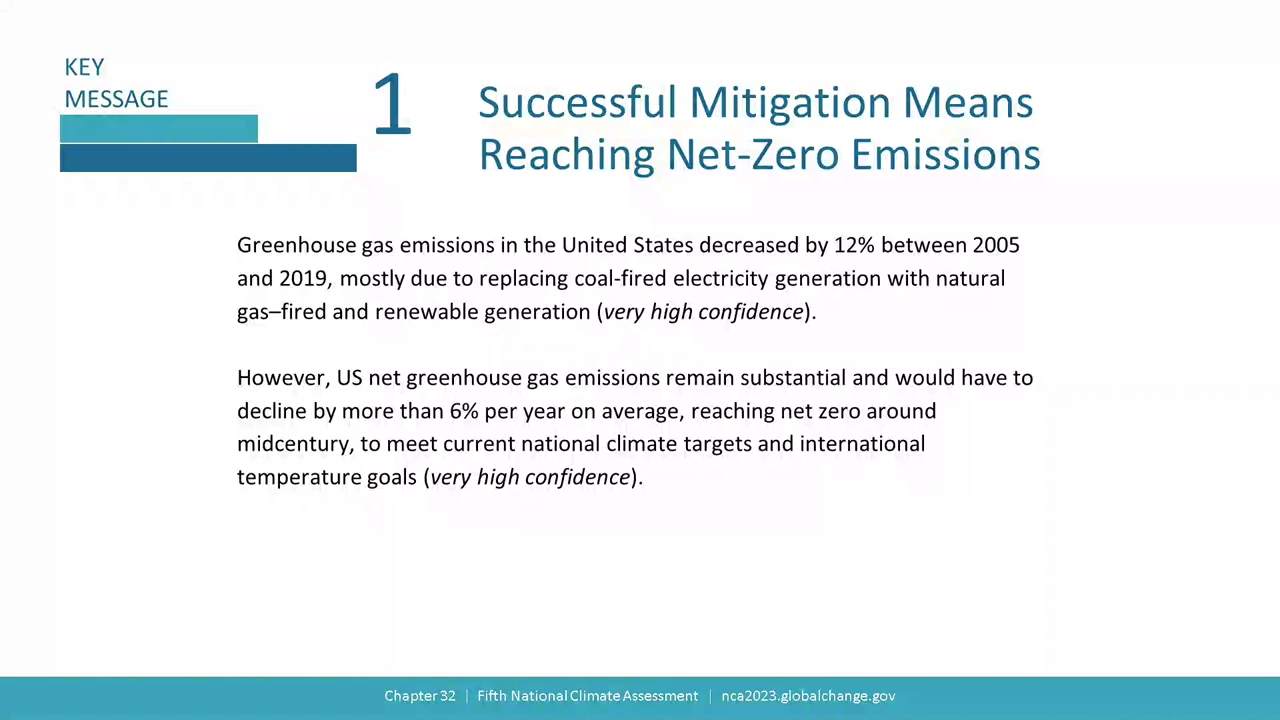 KEY
MESSAGE
1
Successful Mitigation Means
Reaching Net-Zero Emissions
Greenhouse gas emissions in the United States decreased by 12% between 2005
and 2019, mostly due to replacing coal-fired electricity generation with natural
gas–fired and renewable generation (very high confidence).
However, US net greenhouse gas emissions remain substantial and would have to
decline by more than 6% per year on average, reaching net zero around
midcentury, to meet current national climate targets and international
temperature goals (very high confidence).
Chapter 32 | Fifth National Climate Assessment | nca2023.globalchange.gov